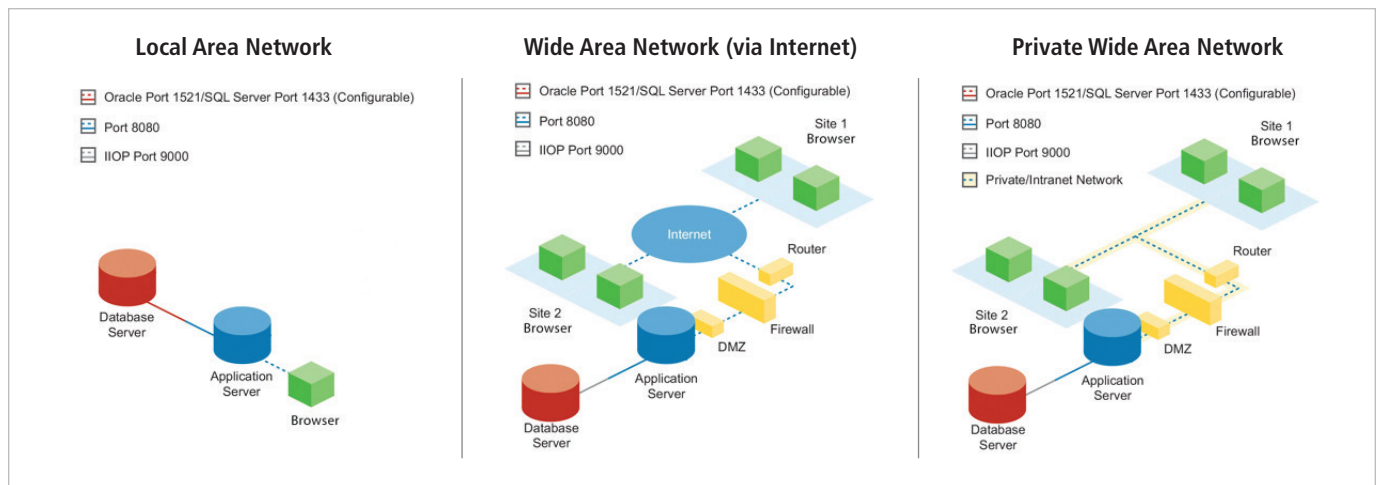 Local Area Network
Oracle Port 1521/SQL Server Port 1433 (Configurable)
Port 8080
IIOP Port 9000
Database
Server
Application
Server
Browser
Wide Area Network (via Internet)
Oracle Port 1521/SQL Server Port 1433 (Configurable)
Port 8080
IIOP Port 9000
Site 1
Browser
Internet
Router
Site 2
Browser
Firewall
DMZ
Application
Server
Database
Server
Private Wide Area Network
Oracle Port 1521/SQL Server Port 1433 (Configurable)
Port 8080
IIOP Port 9000
Private/Intranet Network
Site 1
Browser
Router
Site 2
Browser
Firewall
DMZ
Application
Server
Database
Server